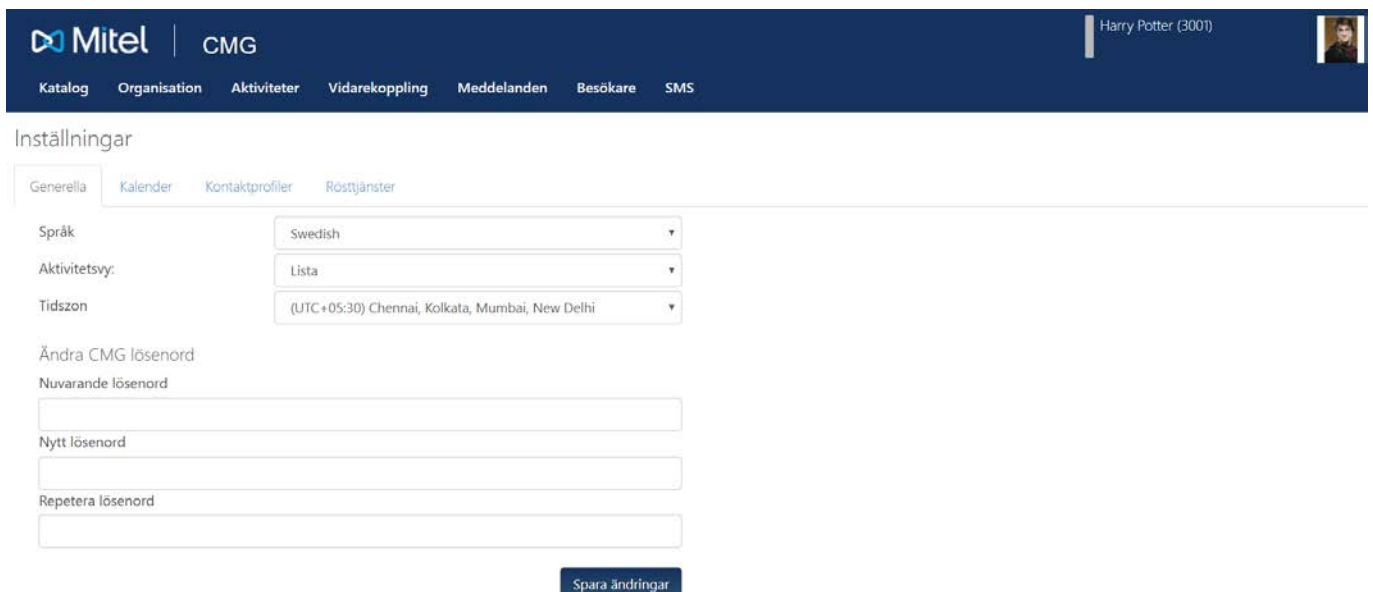 Mitel | CMG
Harry Potter (3001)
Katalog Organisation Aktiviteter Vidarekoppling Meddelanden Besökare SMS
Inställningar
Generella Kalender Kontaktprofiler Rösttjänster
Språk Swedish
Aktivitetsvy: Lista
Tidszon (UTC+05:30) Chennai, Kolkata, Mumbai, New Delhi
Ändra CMG lösenord
Nuvarande lösenord
Nytt lösenord
Repetera lösenord
Spara ändringar